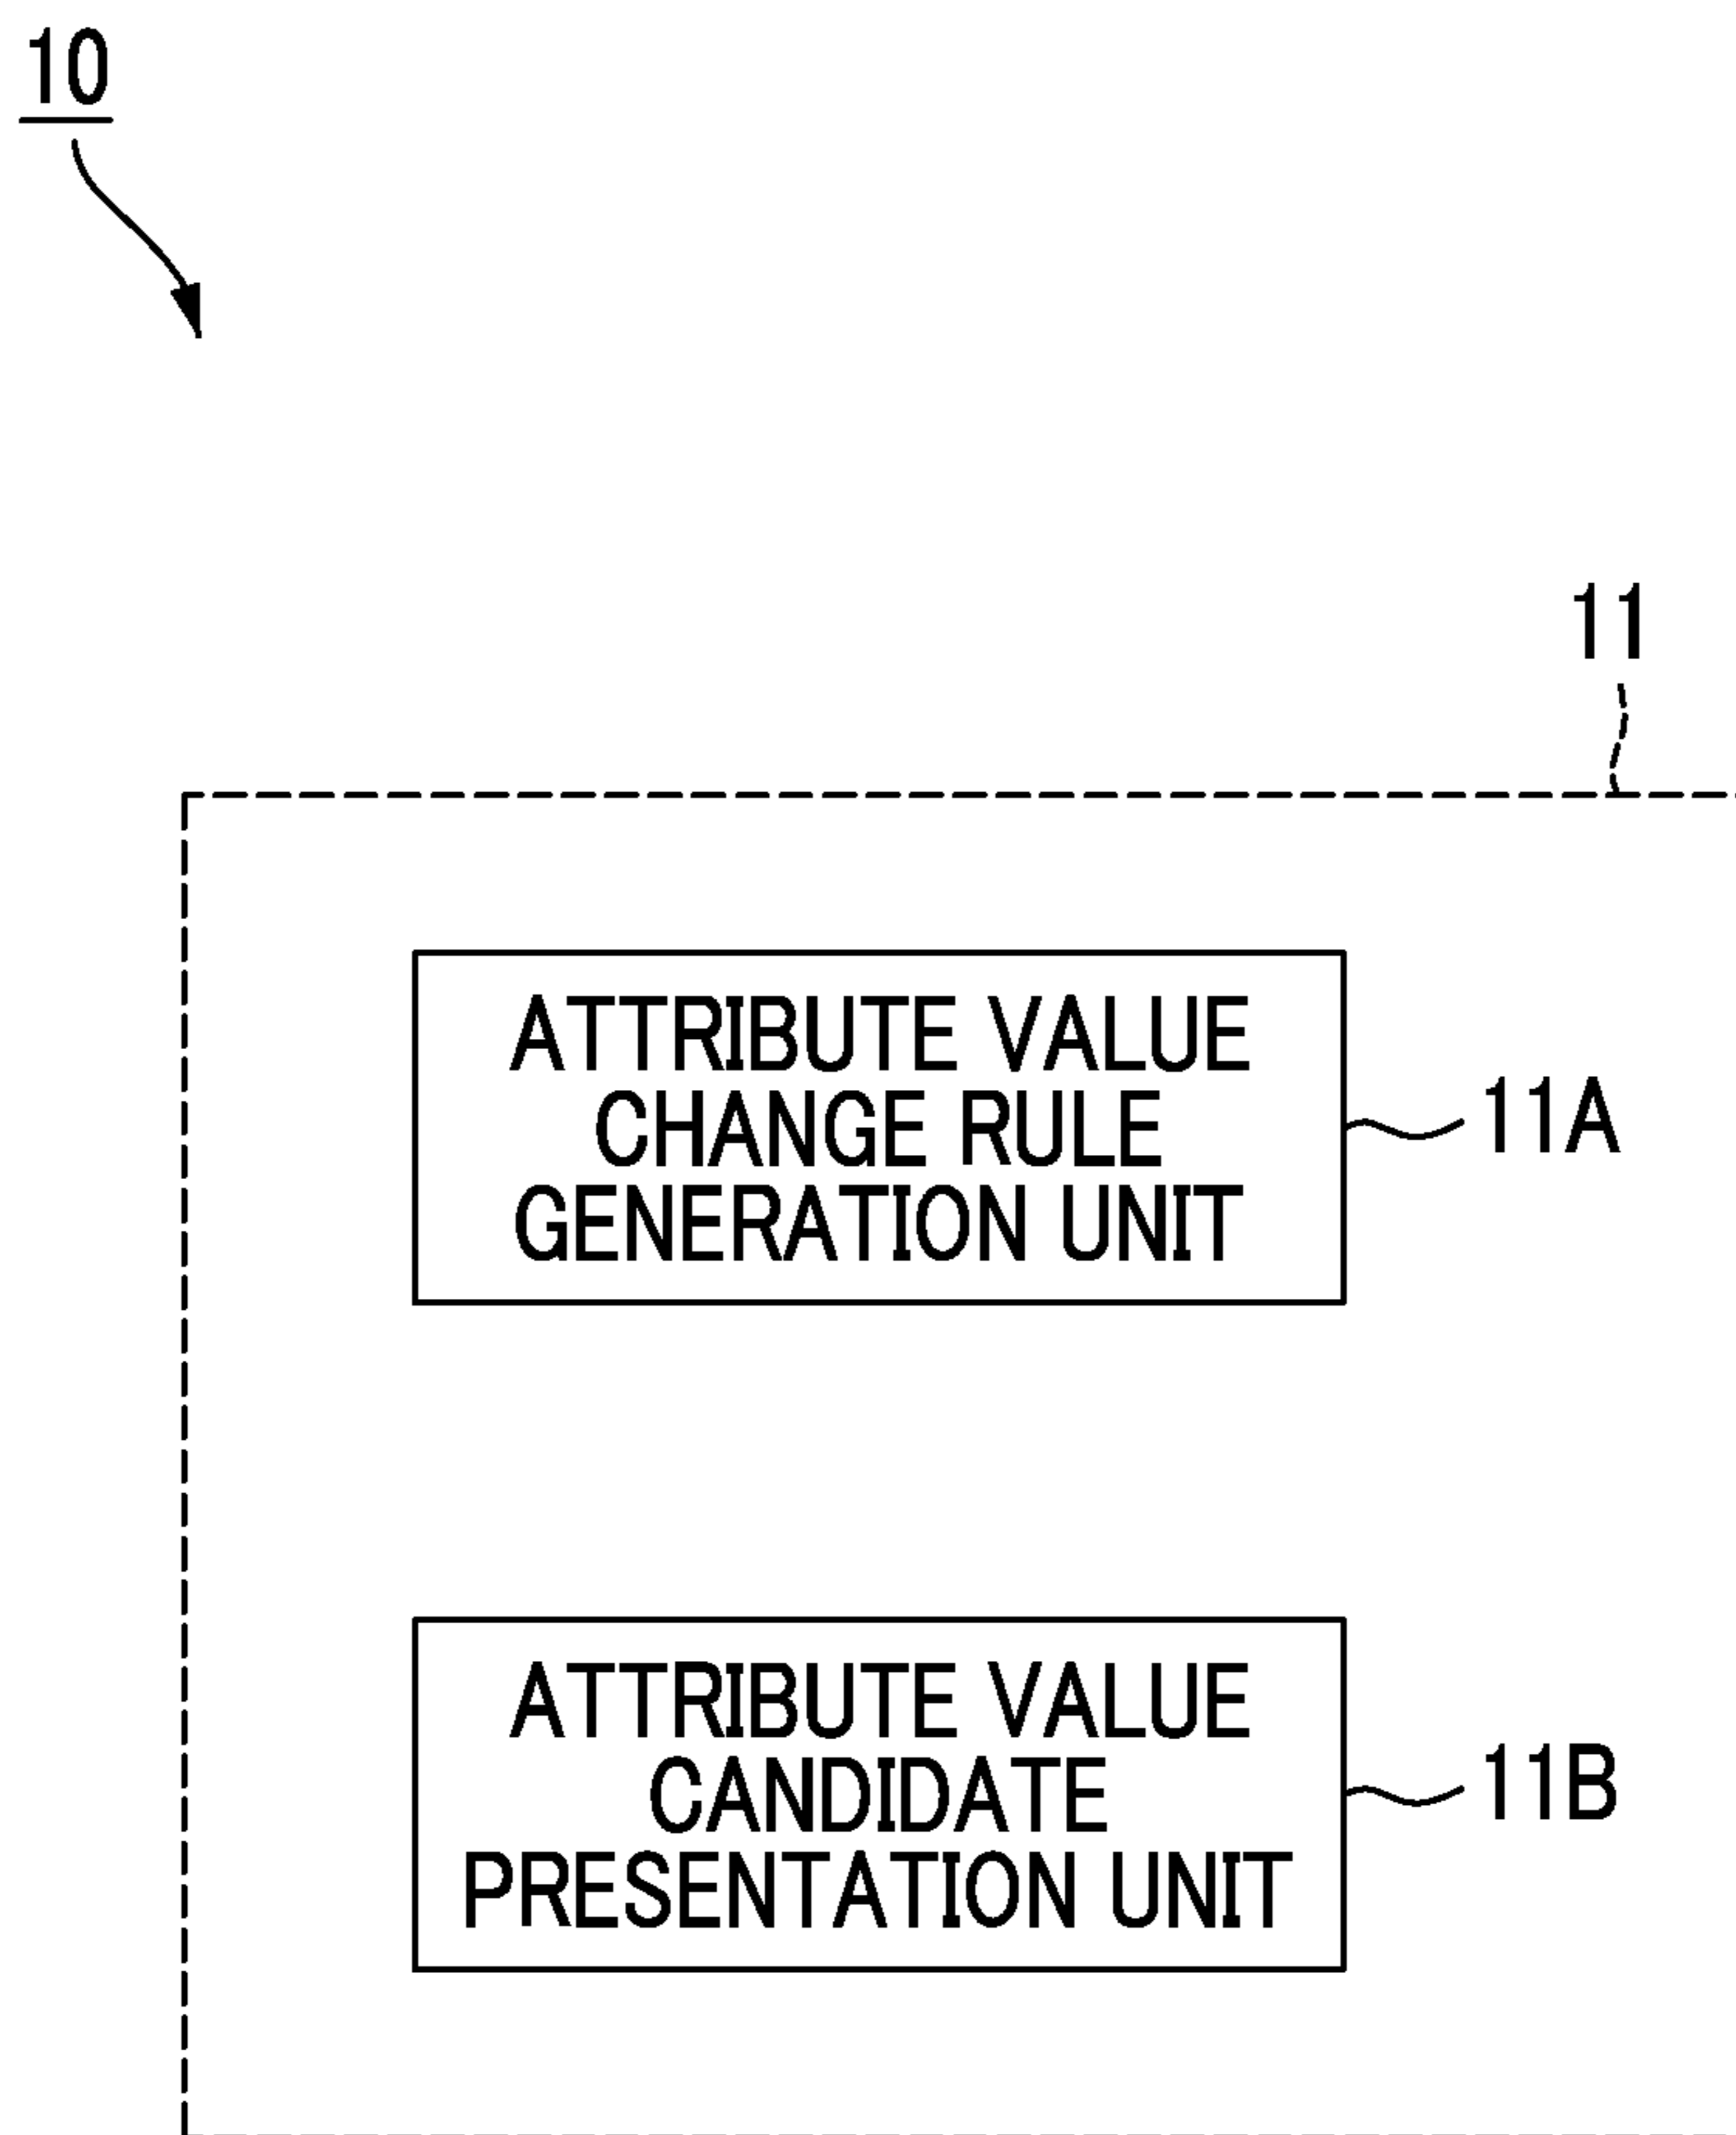 10
11
ATTRIBUTE VALUE
CHANGE RULE
GENERATION UNIT
11A
ATTRIBUTE VALUE
CANDIDATE
PRESENTATION UNIT
11B